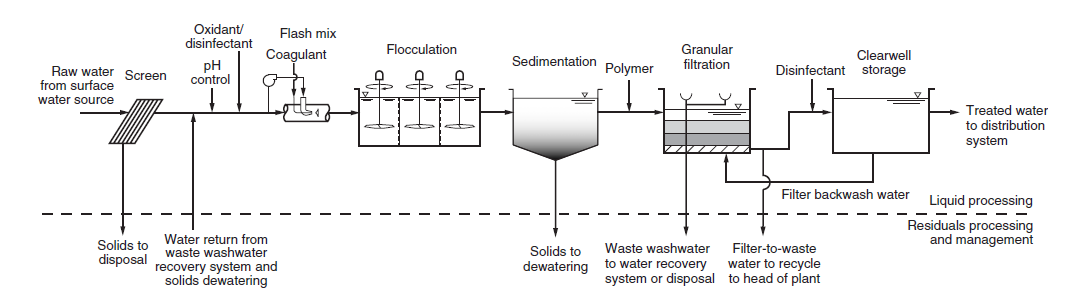 Raw water
from surface
water source
Screen
pH
control
Oxidant/
disinfectant
Flash mix
Coagulant
Flocculation
Sedimentation
Polymer
Granular
filtration
Disinfectant
Clearwell
storage
Treated water
to distribution
system
Filter backwash water
Liquid processing
Residuals processing
and management
Solids to
disposal
Water return from
waste washwater
recovery system and
solids dewatering
Solids to
dewatering
Waste washwater
to water recovery
system or disposal
Filter-to-waste
water to recycle
to head of plant